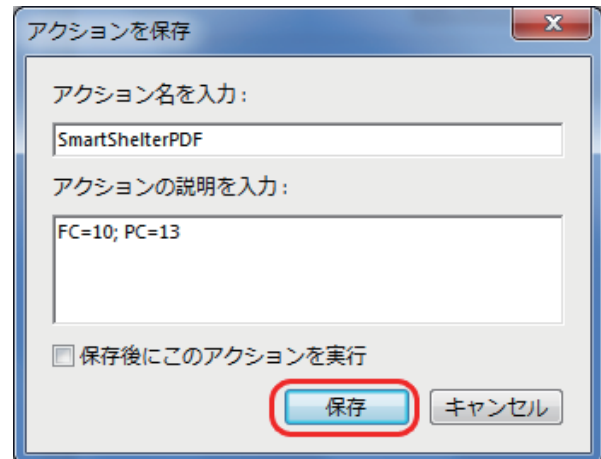 アクションを保存
アクション名を入力:
SmartShelterPDF
アクションの説明を入力:
FC=10; PC=13
保存後にこのアクションを実行
保存
キャンセル